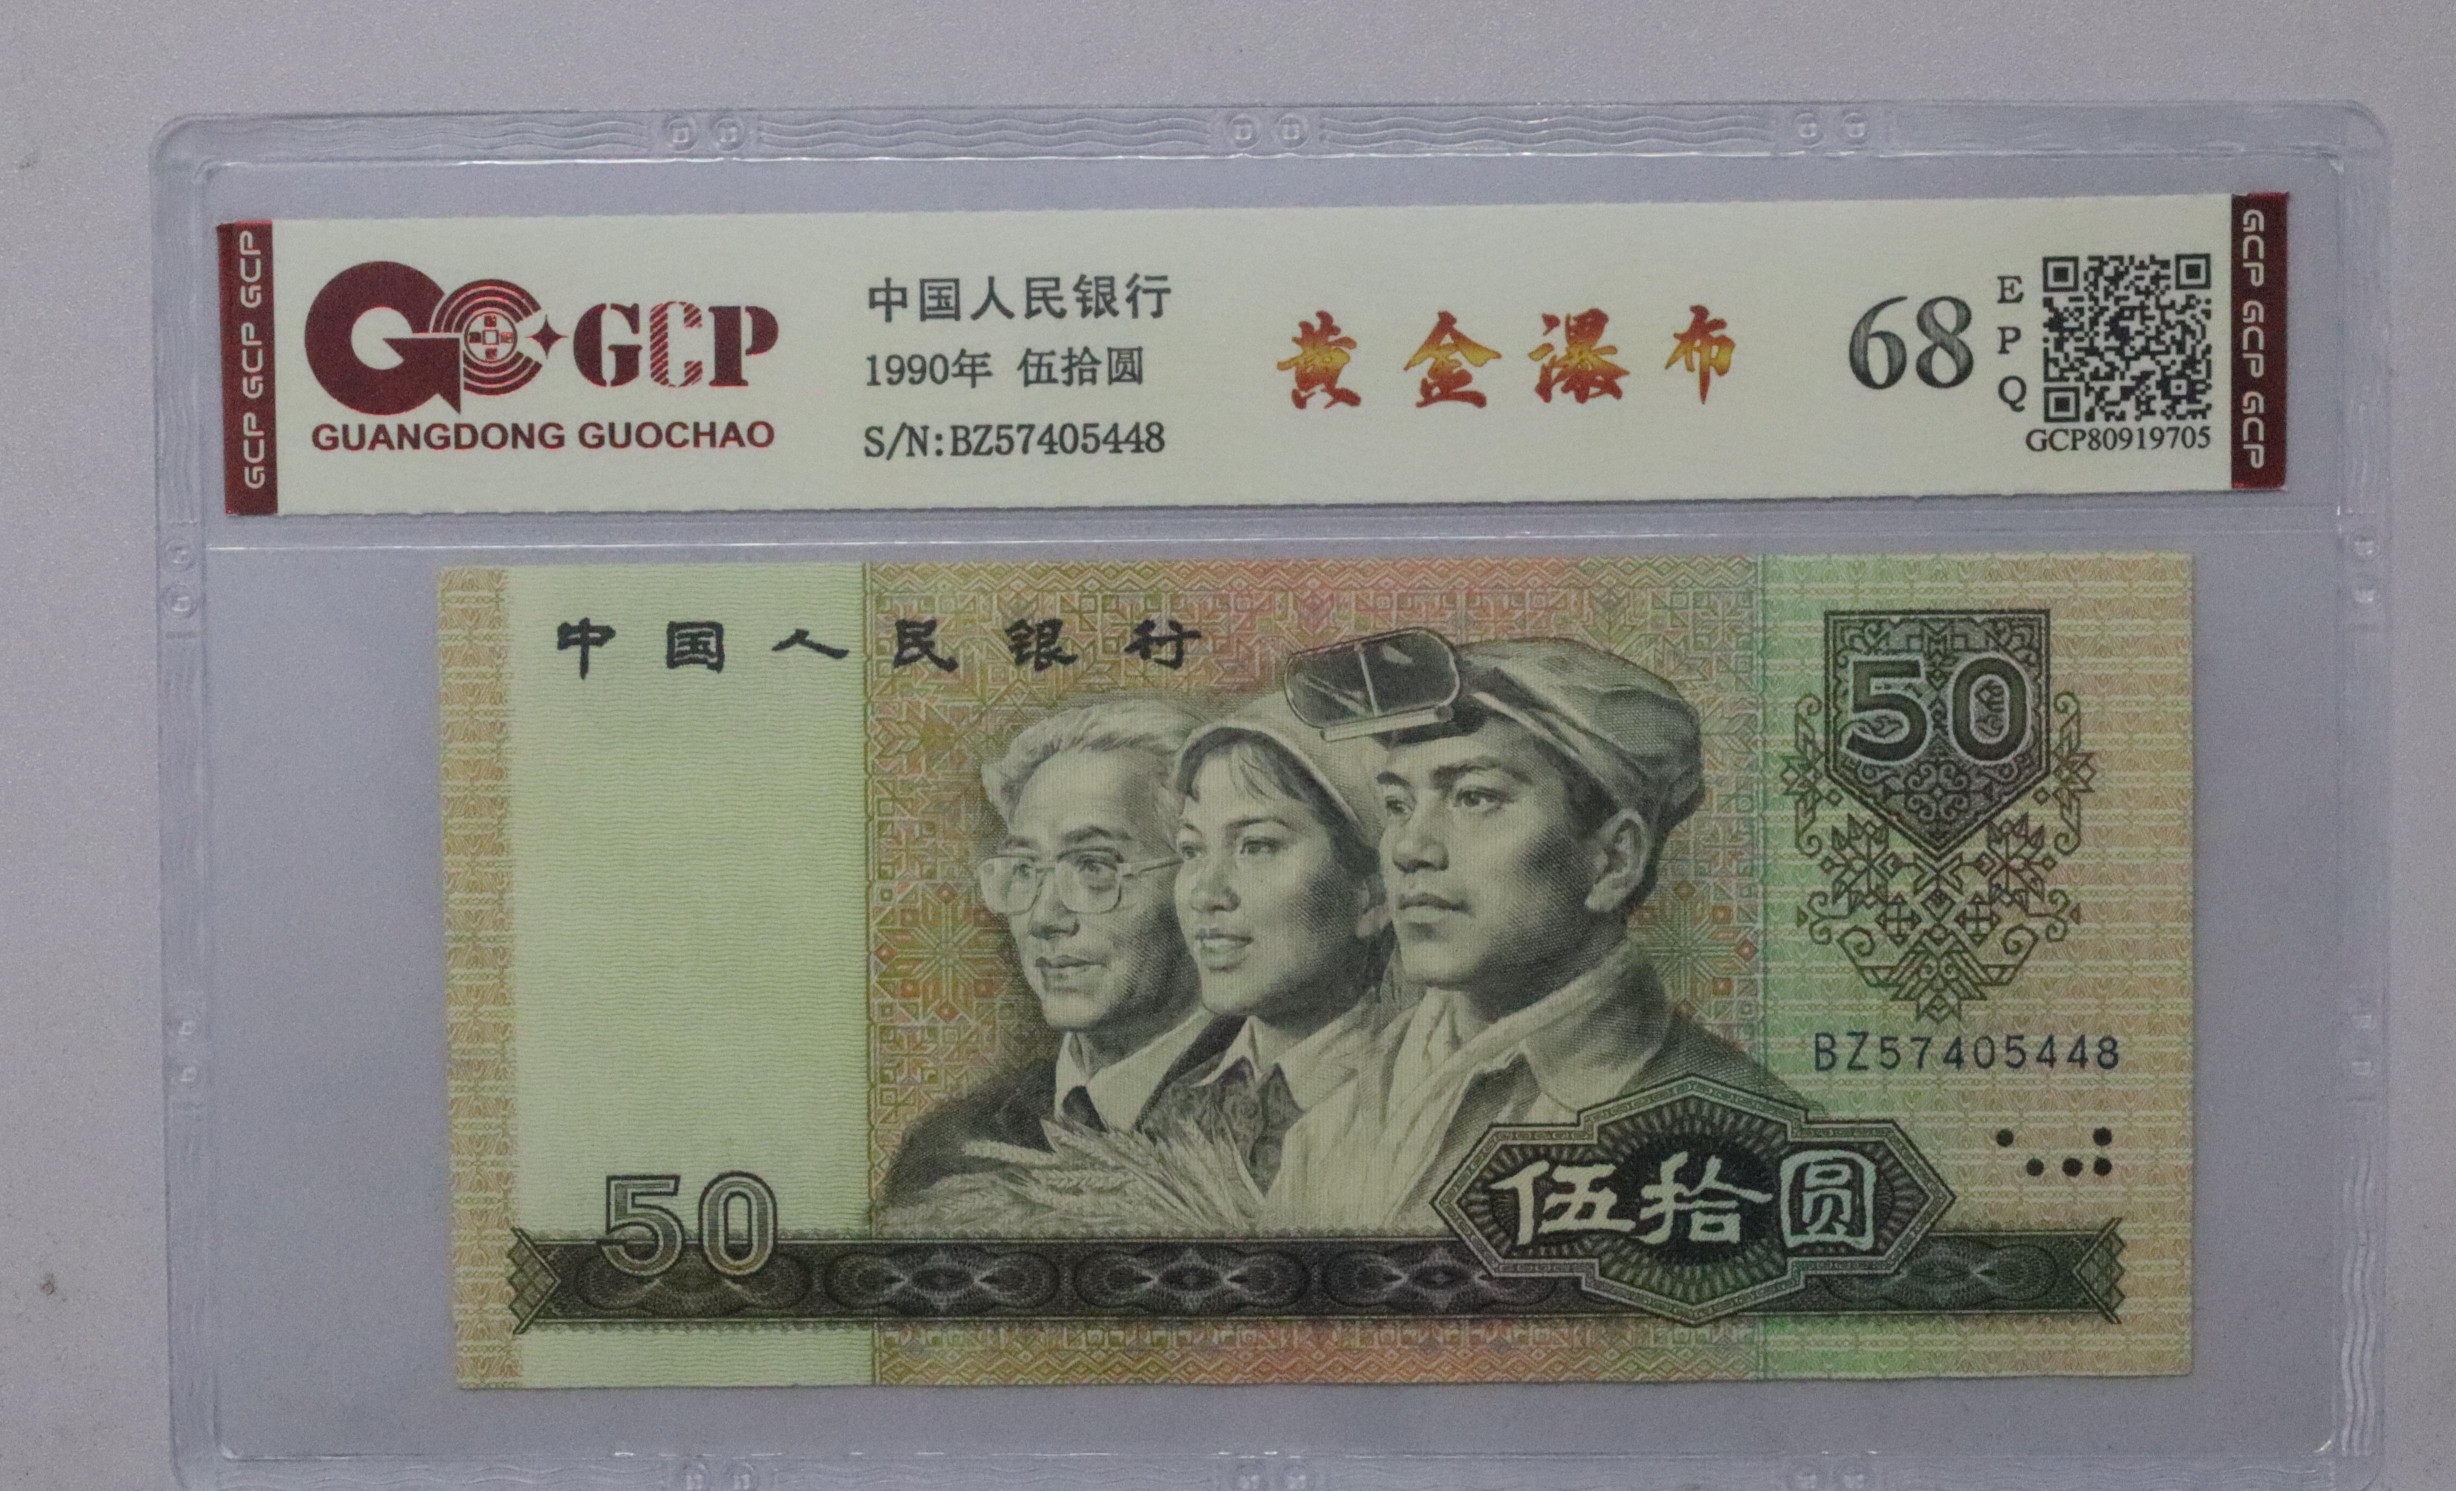 GCP GCP GCP
GCP
GUANGDONG GUOCHAO
中国人民银行
1990年 伍拾圆
S/N:BZ57405448
黄金瀑布
68
EPQ
GCP80919705
GCP GCP GCP
中国人民银行
50
BZ57405448
50
伍拾圆